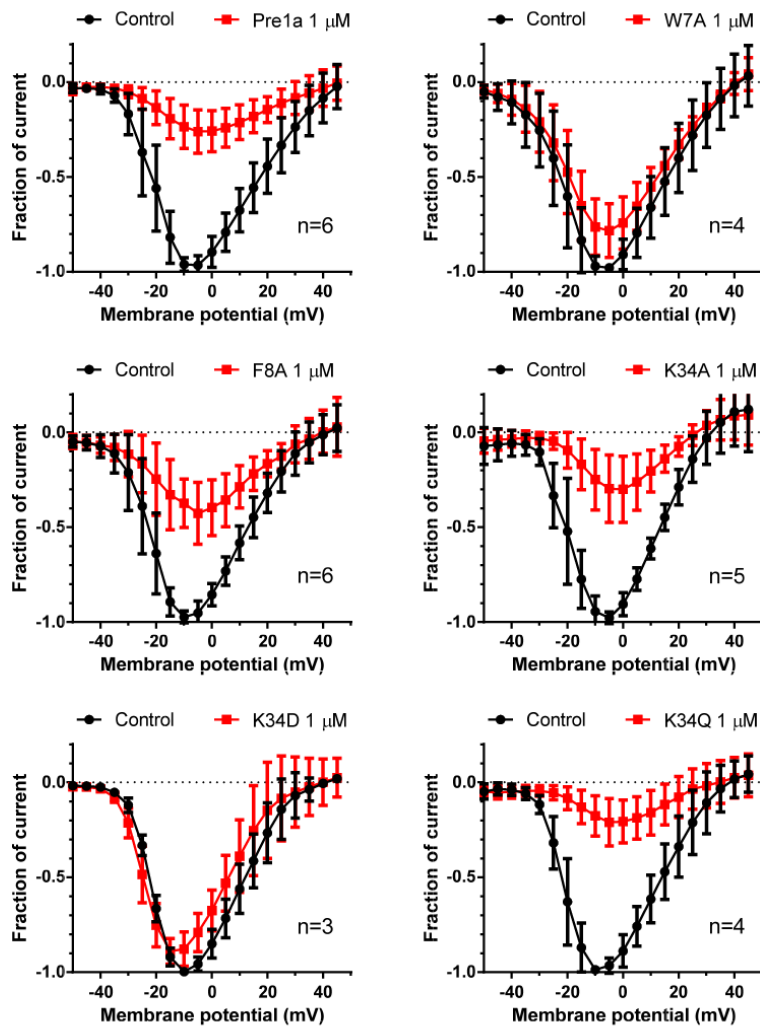 Control Pre1a 1 μM
Fraction of current
0.0
-0.5
-1.0
n=6
-40 -20 0 20 40
Membrane potential (mV)
Control W7A 1 μM
Fraction of current
0.0
-0.5
-1.0
n=4
-40 -20 0 20 40
Membrane potential (mV)
Control F8A 1 μM
Fraction of current
0.0
-0.5
-1.0
n=6
-40 -20 0 20 40
Membrane potential (mV)
Control K34A 1 μM
Fraction of current
0.0
-0.5
-1.0
n=5
-40 -20 0 20 40
Membrane potential (mV)
Control K34D 1 μM
Fraction of current
0.0
-0.5
-1.0
n=3
-40 -20 0 20 40
Membrane potential (mV)
Control K34Q 1 μM
Fraction of current
0.0
-0.5
-1.0
n=4
-40 -20 0 20 40
Membrane potential (mV)